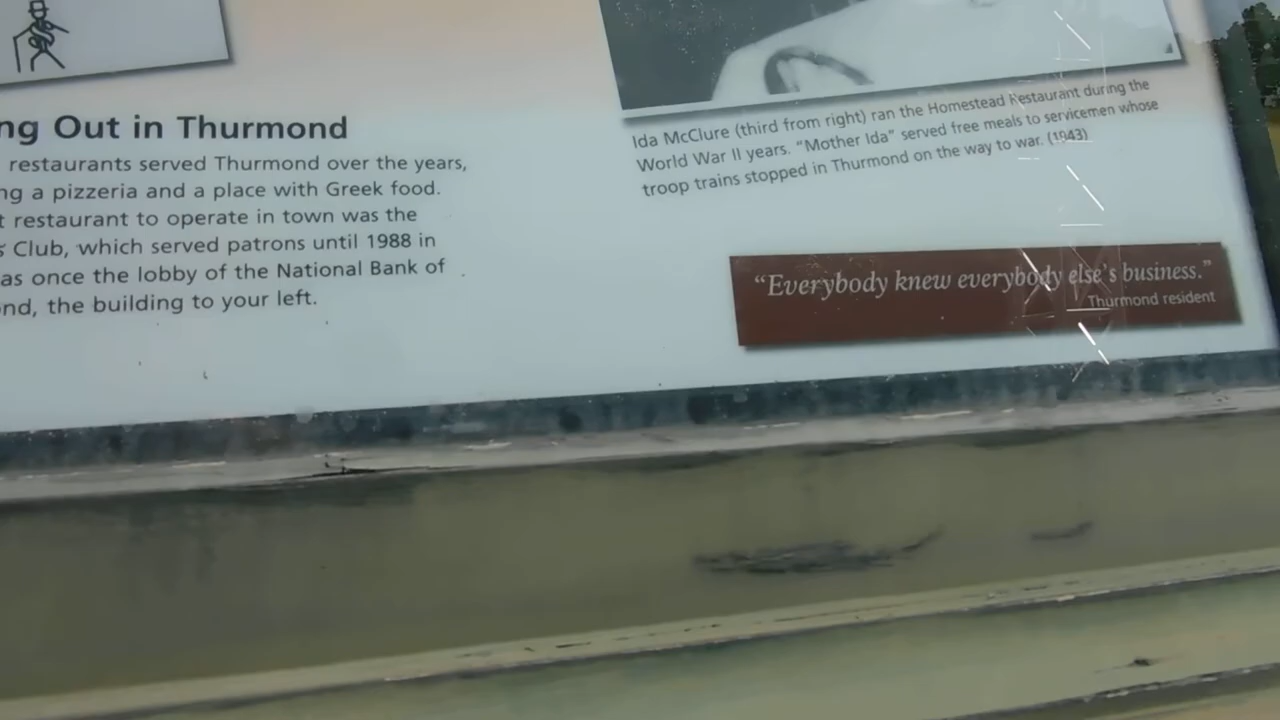 ng Out in Thurmond
restaurants served Thurmond over the years,
ng a pizzeria and a place with Greek food.
t restaurant to operate in town was the
s Club, which served patrons until 1988 in
as once the lobby of the National Bank of
nd, the building to your left.
Ida McClure (third from right) ran the Homestead Restaurant during the
World War II years. “Mother Ida” served free meals to servicemen whose
troop trains stopped in Thurmond on the way to war. (1943)
“Everybody knew everybody else’s business.”
Thurmond resident